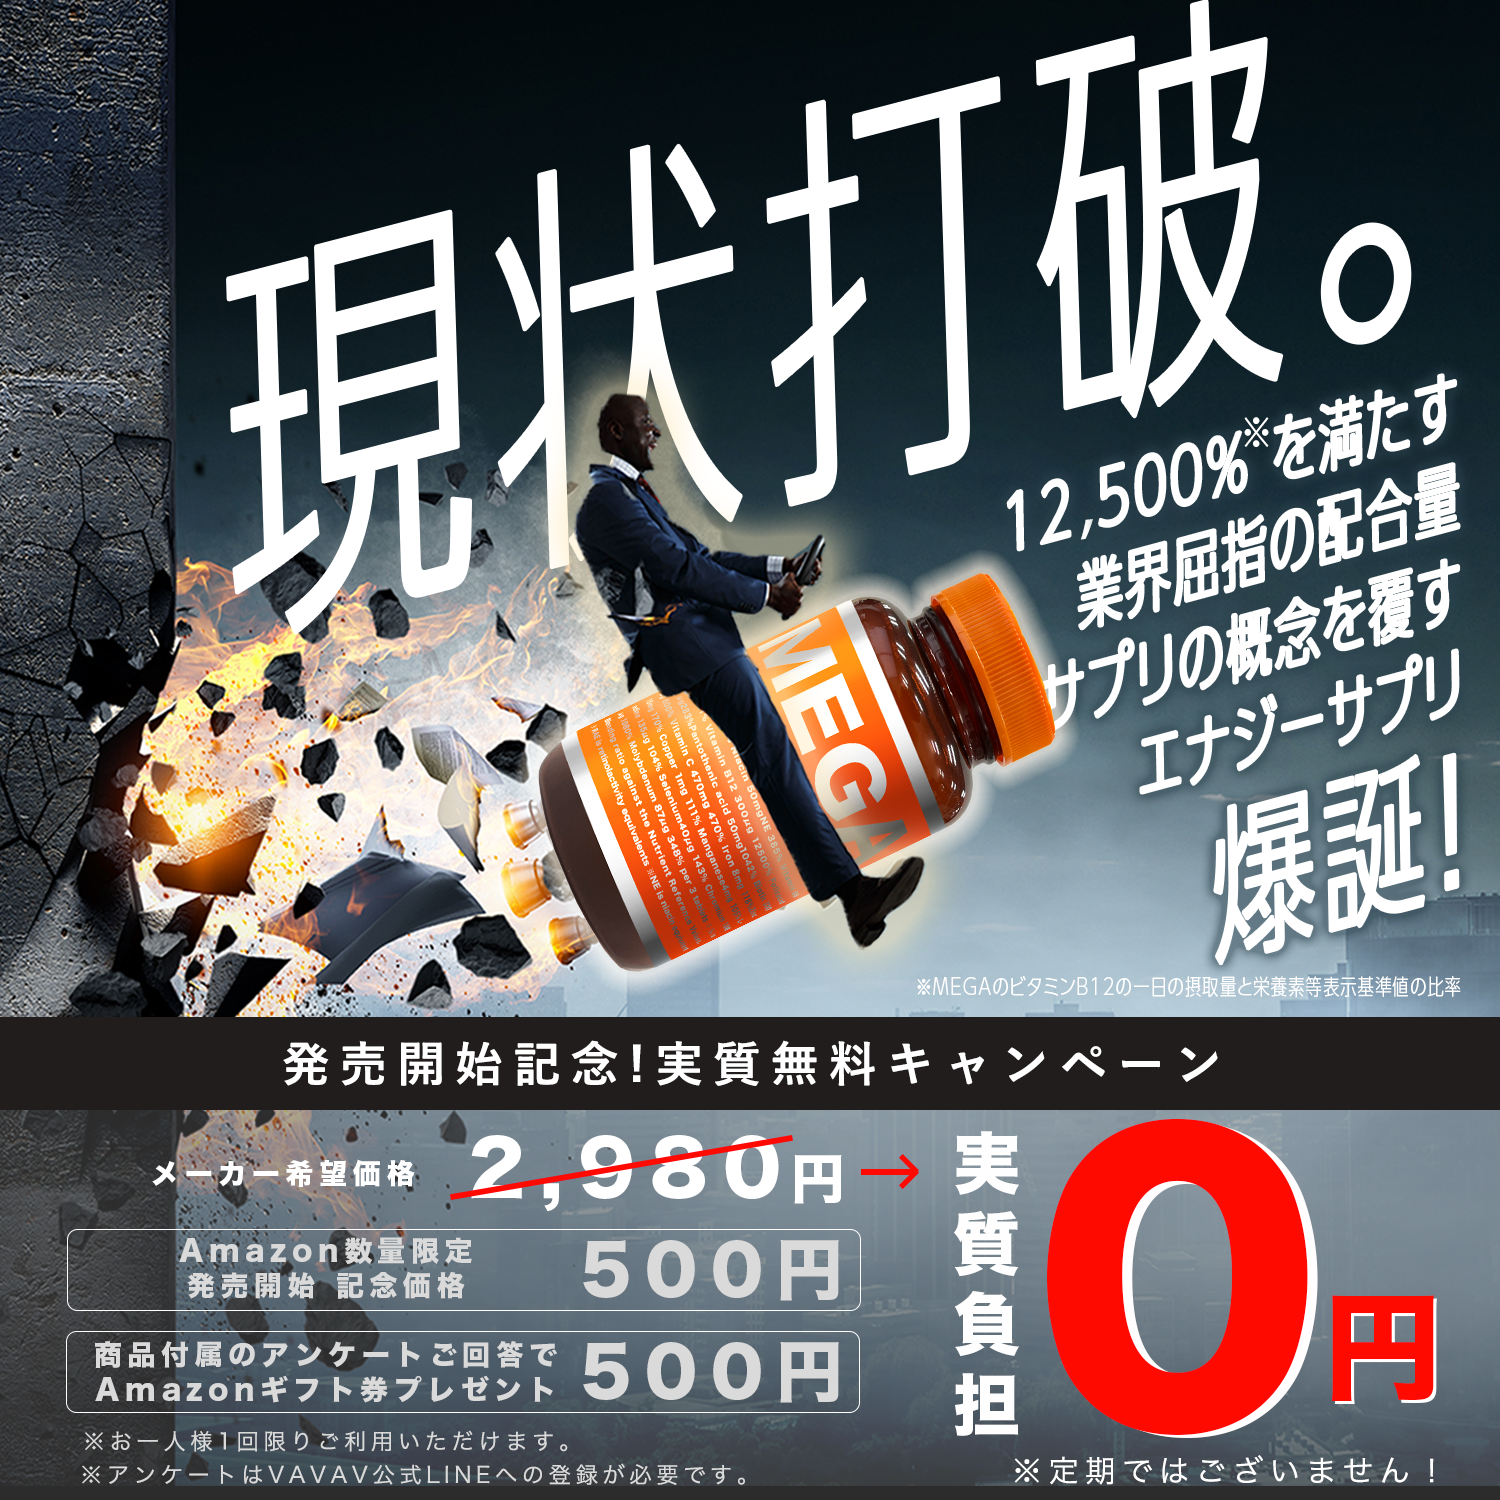 現状打破。
12,500%※を満たす
業界屈指の配合量
サプリの概念を覆す
エナジーサプリ
爆誕!
MEGA
※MEGAのビタミンB12の一日の摂取量と栄養素等表示基準値の比率
発売開始記念!実質無料キャンペーン
メーカー希望価格 2,980円→
Amazon数量限定
発売開始 記念価格
500円
商品付属のアンケートご回答で
Amazonギフト券プレゼント
500円
実質負担
0円
※お一人様1回限りご利用いただけます。
※アンケートはVAVAV公式LINEへの登録が必要です。
※定期ではございません！